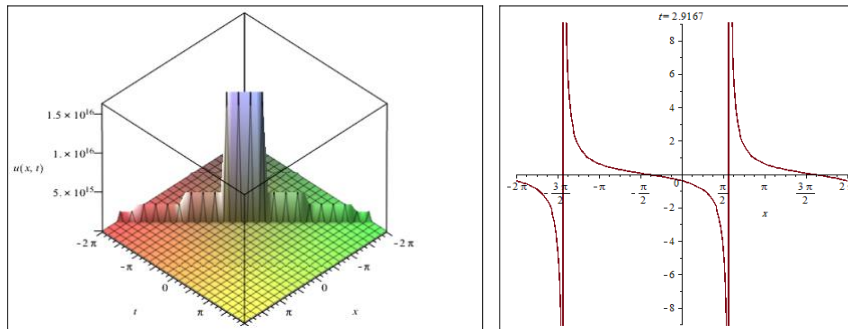 1.5 × 10¹⁶
1. × 10¹⁶
u(x, t)
5. × 10¹⁵
-2 π
-π
0
π
t
-2 π
-π
0
π
x
t = 2.9167
8
6
4
2
0
-2
-4
-6
-8
-2 π
-3 π/2
-π
π/2
π
3 π/2
2
x